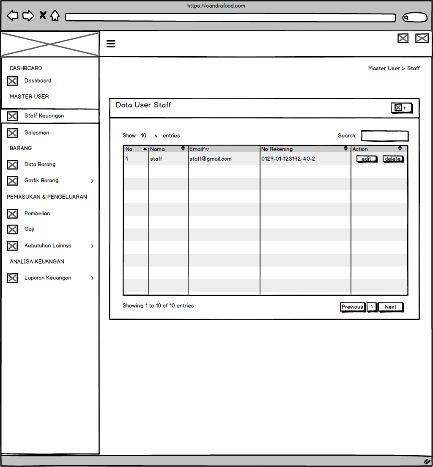 https://candrafood.com
Master User > Staff
DASHBOARD
Dashboard
MASTER USER
Staff Keuangan
Salesman
BARANG
Data Barang
Grafik Barang >
PEMASUKAN & PENGELUARAN
Pembelian
Gaji
Kebutuhan Lainnya >
ANALISA KEUANGAN
Laporan Keuangan >
Data User Staff
Show 10 v entries
Search:
No Nama Email^v No Rekening Action
1 staff staff@gmail.com 0129-01-123192-40-2 edit delete
Showing 1 to 10 of 10 entries
Previous 1 Next